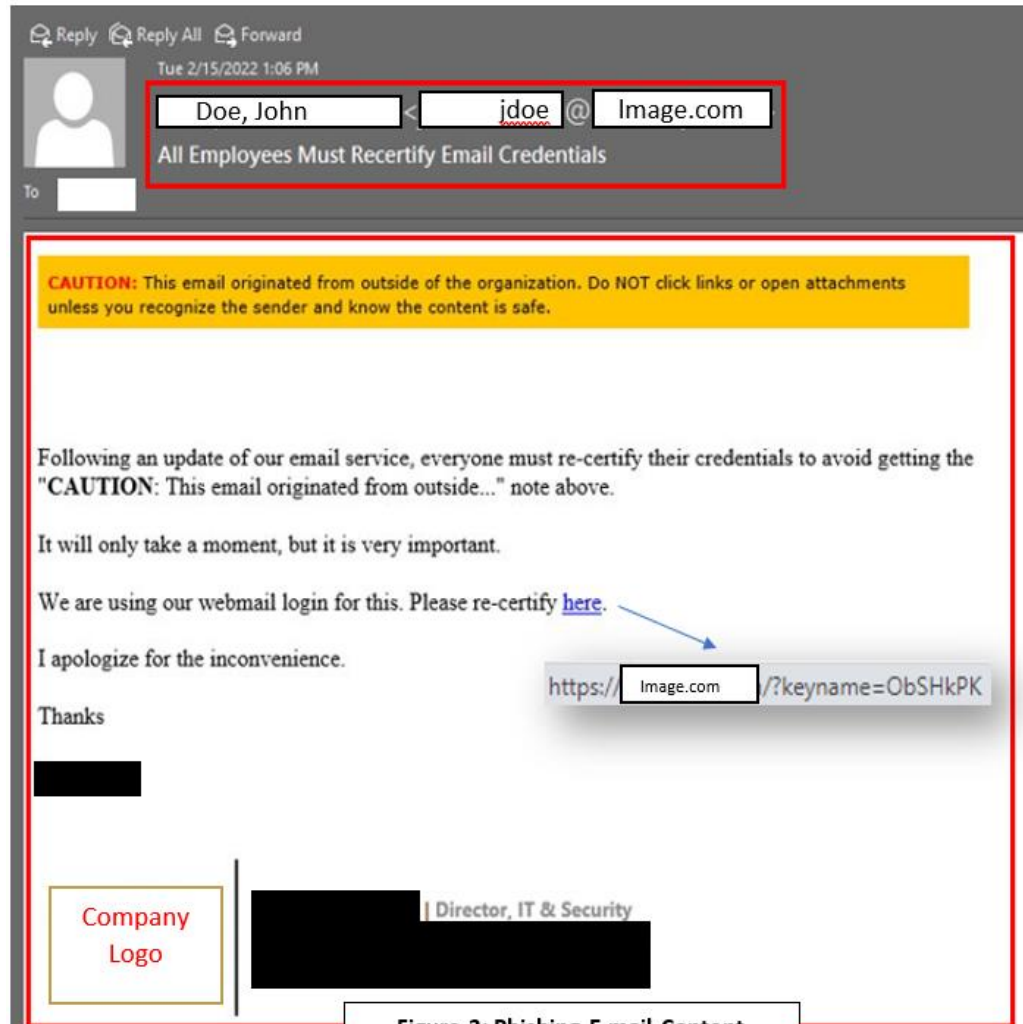 Reply Reply All Forward
Tue 2/15/2022 1:06 PM
Doe, John < jdoe @ Image.com
All Employees Must Recertify Email Credentials
To
CAUTION: This email originated from outside of the organization. Do NOT click links or open attachments
unless you recognize the sender and know the content is safe.
Following an update of our email service, everyone must re-certify their credentials to avoid getting the
"CAUTION: This email originated from outside..." note above.
It will only take a moment, but it is very important.
We are using our webmail login for this. Please re-certify here.
I apologize for the inconvenience.
https:// Image.com /?keyname=ObSHkPK
Thanks
Company
Logo
| Director, IT & Security
Figure 2: Phishing E-mail Content